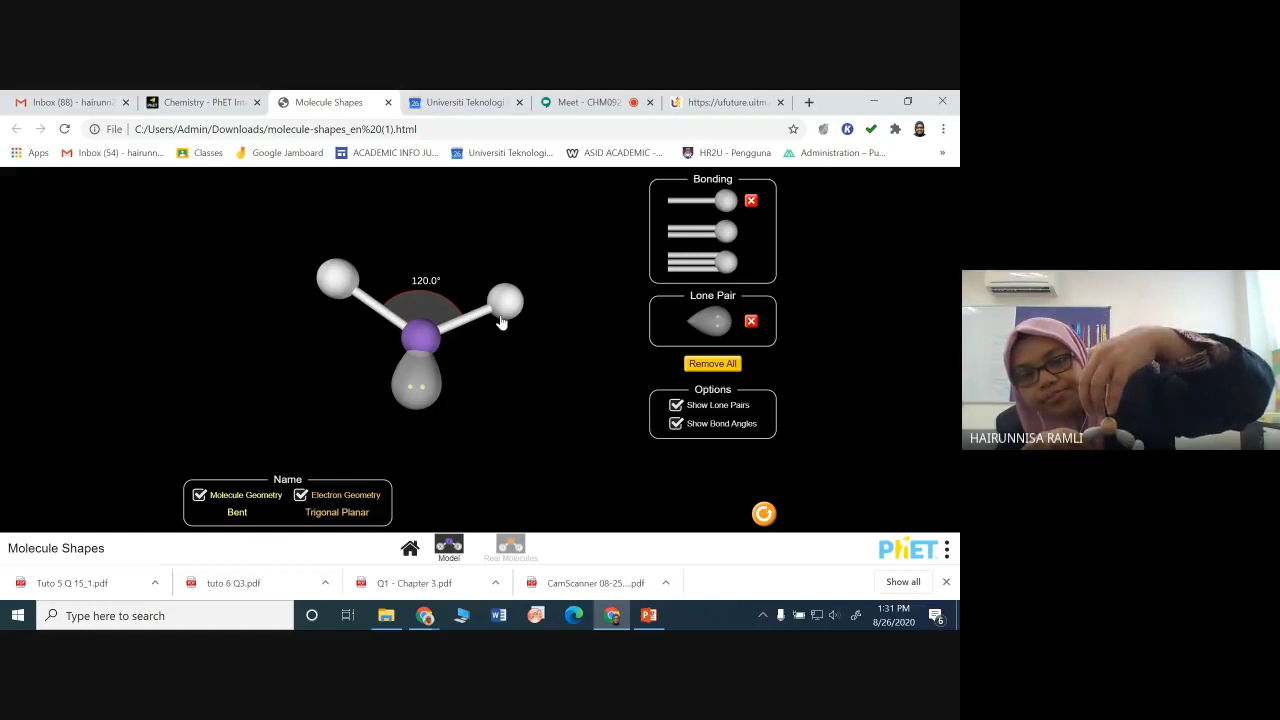 Inbox (88) - hairunn
Chemistry - PhET Int
Molecule Shapes
Universiti Teknologi
Meet - CHM092
https://ufuture.uitm.
File
C:/Users/Admin/Downloads/molecule-shapes_en%20(1).html
Apps
Inbox (54) - hairunn...
Classes
Google Jamboard
ACADEMIC INFO JU...
Universiti Teknologi...
ASID ACADEMIC -...
HR2U - Pengguna
Administration – Pu...
»
Bonding
120.0°
Lone Pair
Remove All
Options
Show Lone Pairs
Show Bond Angles
HAIRUNNISA RAMLI
Name
Molecule Geometry
Electron Geometry
Bent
Trigonal Planar
Molecule Shapes
Model
Real Molecules
PhET
Tuto 5 Q 15_1.pdf
tuto 6 Q3.pdf
Q1 - Chapter 3.pdf
CamScanner 08-25....pdf
Show all
Type here to search
1:31 PM
8/26/2020
6